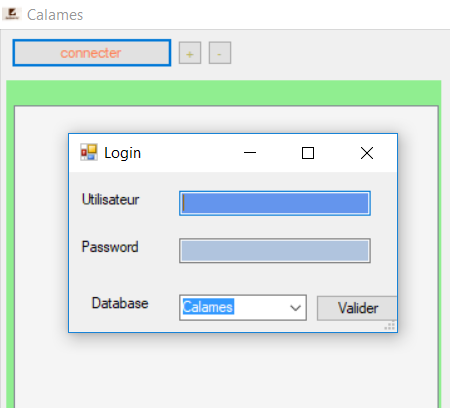 Calames
connecter + -
Login
Utilisateur
Password
Database Calames Valider